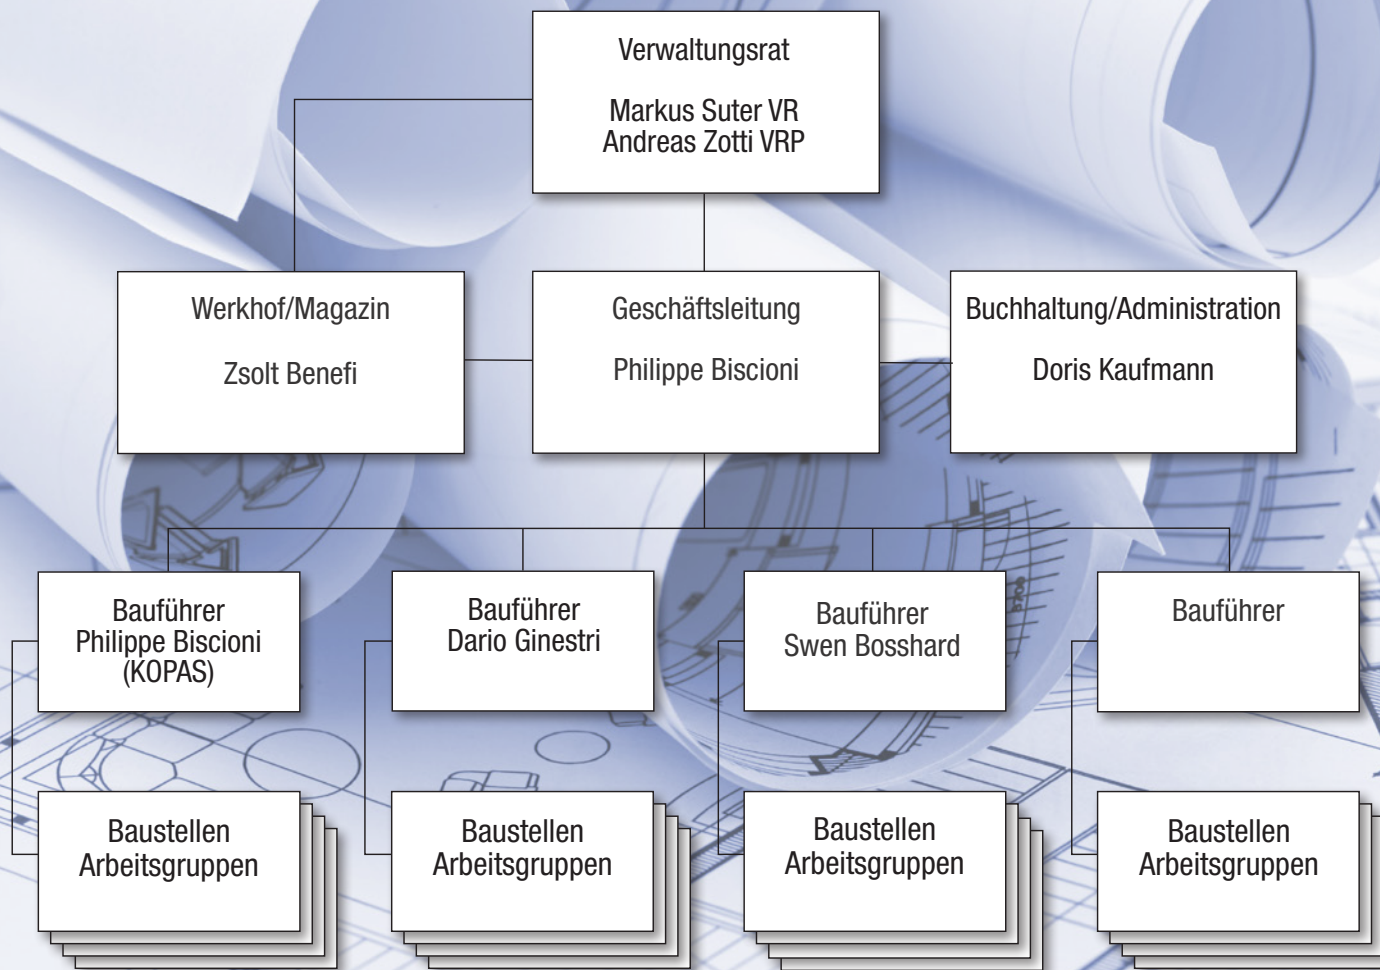 Verwaltungsrat
Markus Suter VR
Andreas Zotti VRP
Werkhof/Magazin
Zsolt Benefi
Geschäftsleitung
Philippe Biscioni
Buchhaltung/Administration
Doris Kaufmann
Bauführer
Philippe Biscioni
(KOPAS)
Bauführer
Dario Ginestri
Bauführer
Swen Bosshard
Bauführer
Baustellen
Arbeitsgruppen
Baustellen
Arbeitsgruppen
Baustellen
Arbeitsgruppen
Baustellen
Arbeitsgruppen